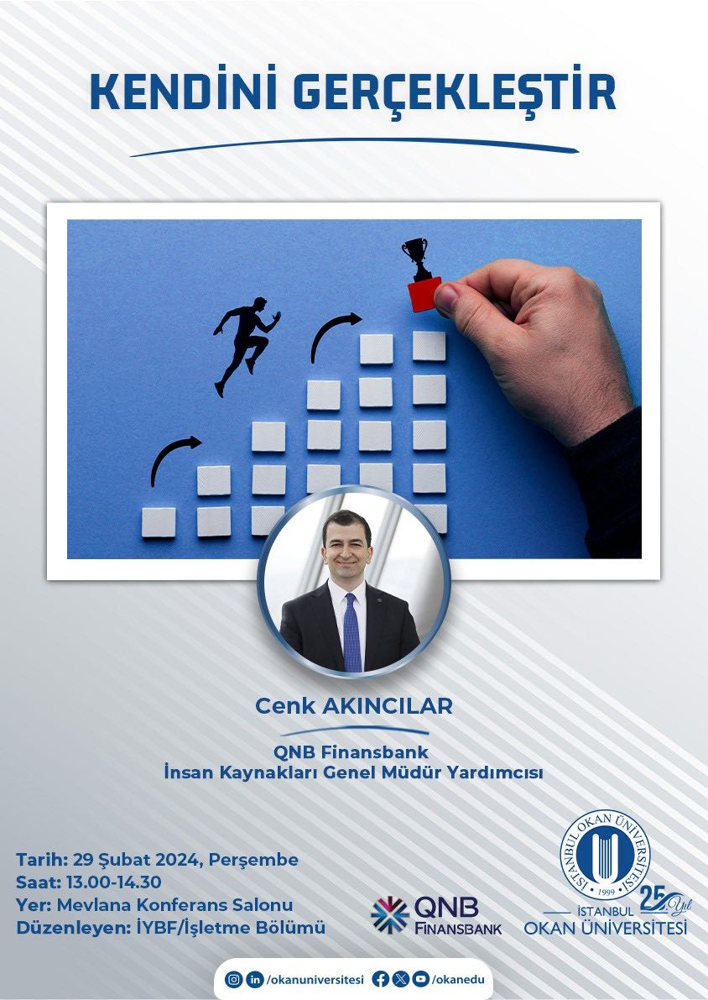 KENDİNİ GERÇEKLEŞTİR
Cenk AKINCILAR
QNB Finansbank
İnsan Kaynakları Genel Müdür Yardımcısı
Tarih: 29 Şubat 2024, Perşembe
Saat: 13.00-14.30
Yer: Mevlana Konferans Salonu
Düzenleyen: İYBF/İşletme Bölümü
QNB
FINANSBANK
İSTANBUL OKAN ÜNİVERSİTESİ
1999
25. Yıl
İSTANBUL
OKAN ÜNİVERSİTESİ
/okanuniversitesi /okanedu